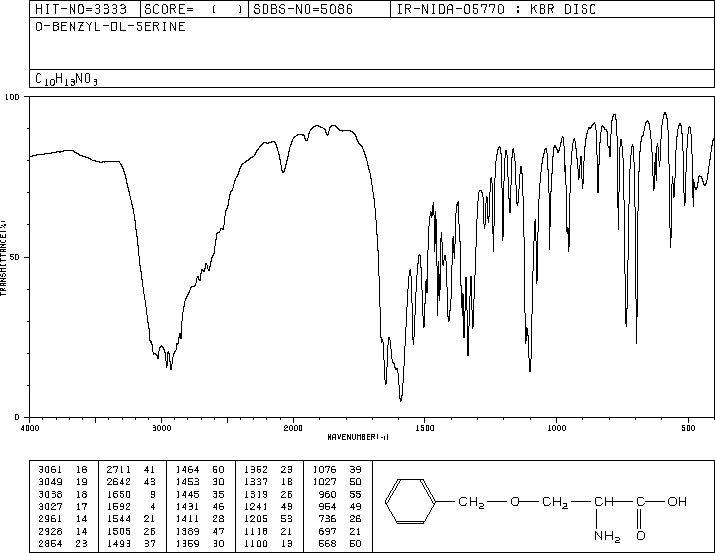 HIT-NO=3333 SCORE= ( ) SDBS-NO=5086 IR-NIDA-05770 : KBR DISC
O-BENZYL-DL-SERINE
C10H13NO3
100
TRANSMITTANCE(%)
50
0
4000 3000 2000 1500 1000 500
WAVENUMBER(-1)
3061 16 2711 41 1464 60 1362 23 1076 39
3049 19 2642 43 1453 30 1337 18 1027 50
3038 18 1650 9 1445 35 1319 26 960 55
3027 17 1592 4 1431 46 1241 49 954 49
2961 14 1544 21 1411 28 1205 53 736 26
2928 14 1505 26 1389 47 1118 21 697 21
2854 23 1493 37 1359 30 1100 13 568 50
CH2 O CH2 CH C OH
NH2 O